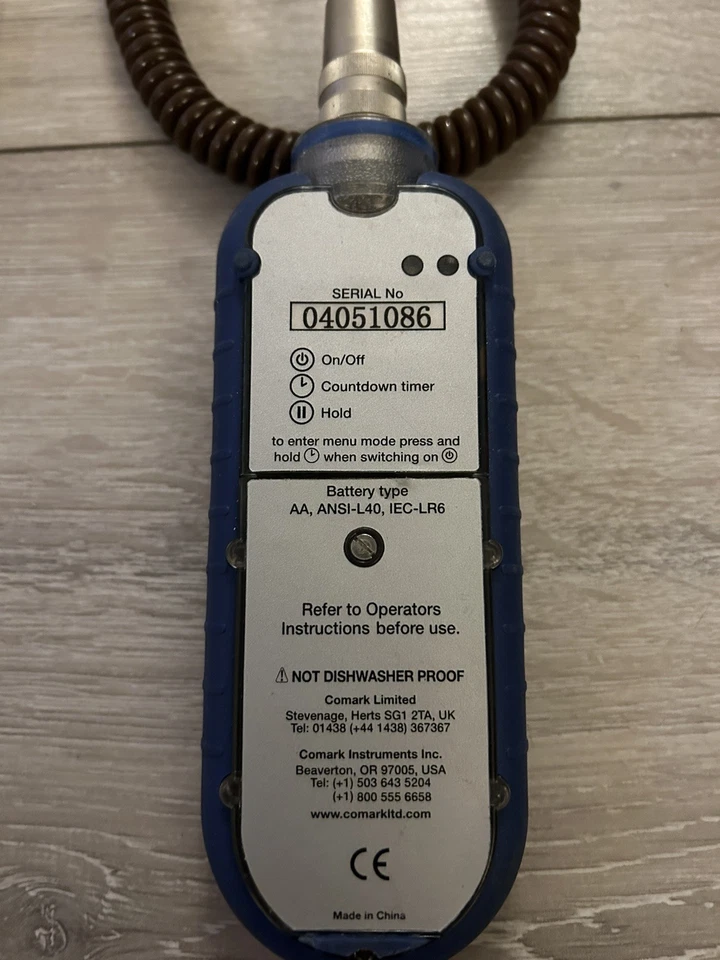 SERIAL No
04051086
On/Off
Countdown timer
Hold
to enter menu mode press and
hold when switching on
Battery type
AA, ANSI-L40, IEC-LR6
Refer to Operators
Instructions before use.
NOT DISHWASHER PROOF
Comark Limited
Stevenage, Herts SG1 2TA, UK
Tel: 01438 (+44 1438) 367367
Comark Instruments Inc.
Beaverton, OR 97005, USA
Tel: (+1) 503 643 5204
(+1) 800 555 6658
www.comarkltd.com
CE
Made in China